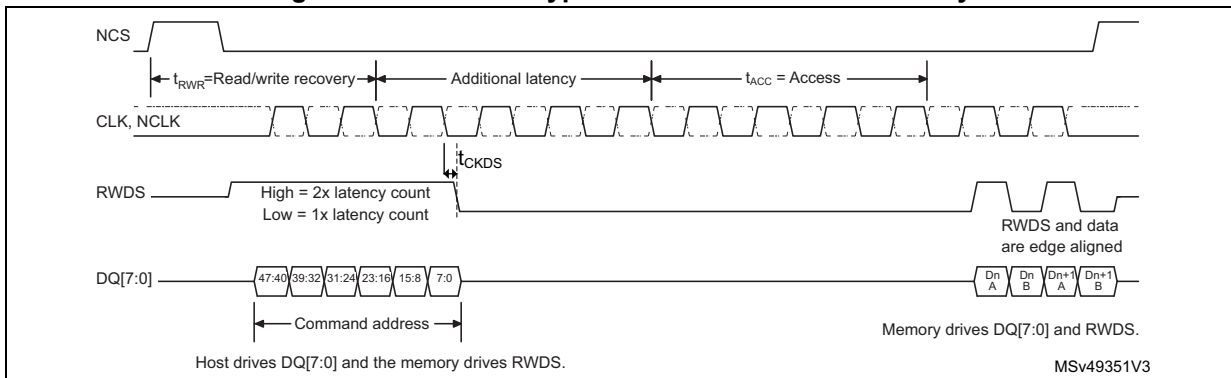 NCS
tRWR=Read/write recovery
Additional latency
tACC = Access
CLK, NCLK
tCKDS
RWDS
High = 2x latency count
Low = 1x latency count
RWDS and data
are edge aligned
DQ[7:0]
47:40 39:32 31:24 23:16 15:8 7:0
Dn A
Dn B
Dn+1 A
Dn+1 B
Command address
Memory drives DQ[7:0] and RWDS.
Host drives DQ[7:0] and the memory drives RWDS.
MSv49351V3